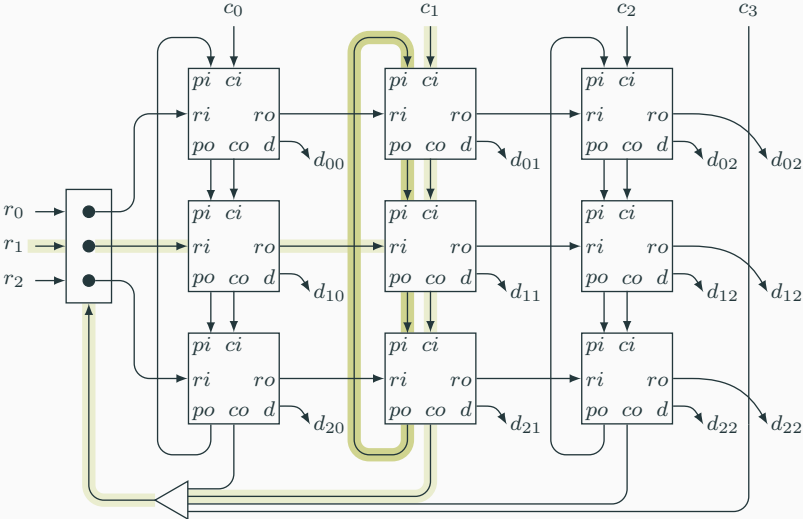 c0 c1 c2 c3
pi ci pi ci pi ci
ri ro ri ro ri ro
po co d po co d po co d
d00 d01 d02 d02
r0
pi ci pi ci pi ci
r1 ri ro ri ro ri ro
r2
po co d po co d po co d
d10 d11 d12 d12
pi ci pi ci pi ci
ri ro ri ro ri ro
po co d po co d po co d
d20 d21 d22 d22